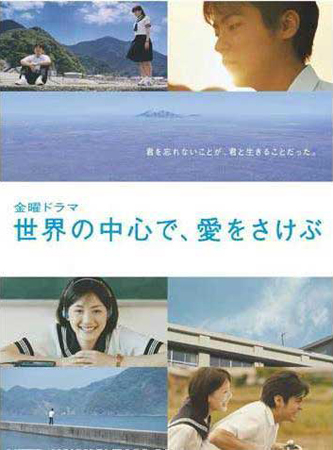 君を忘れないことが、君と生きることだった。
金曜ドラマ
世界の中心で、愛をさけぶ